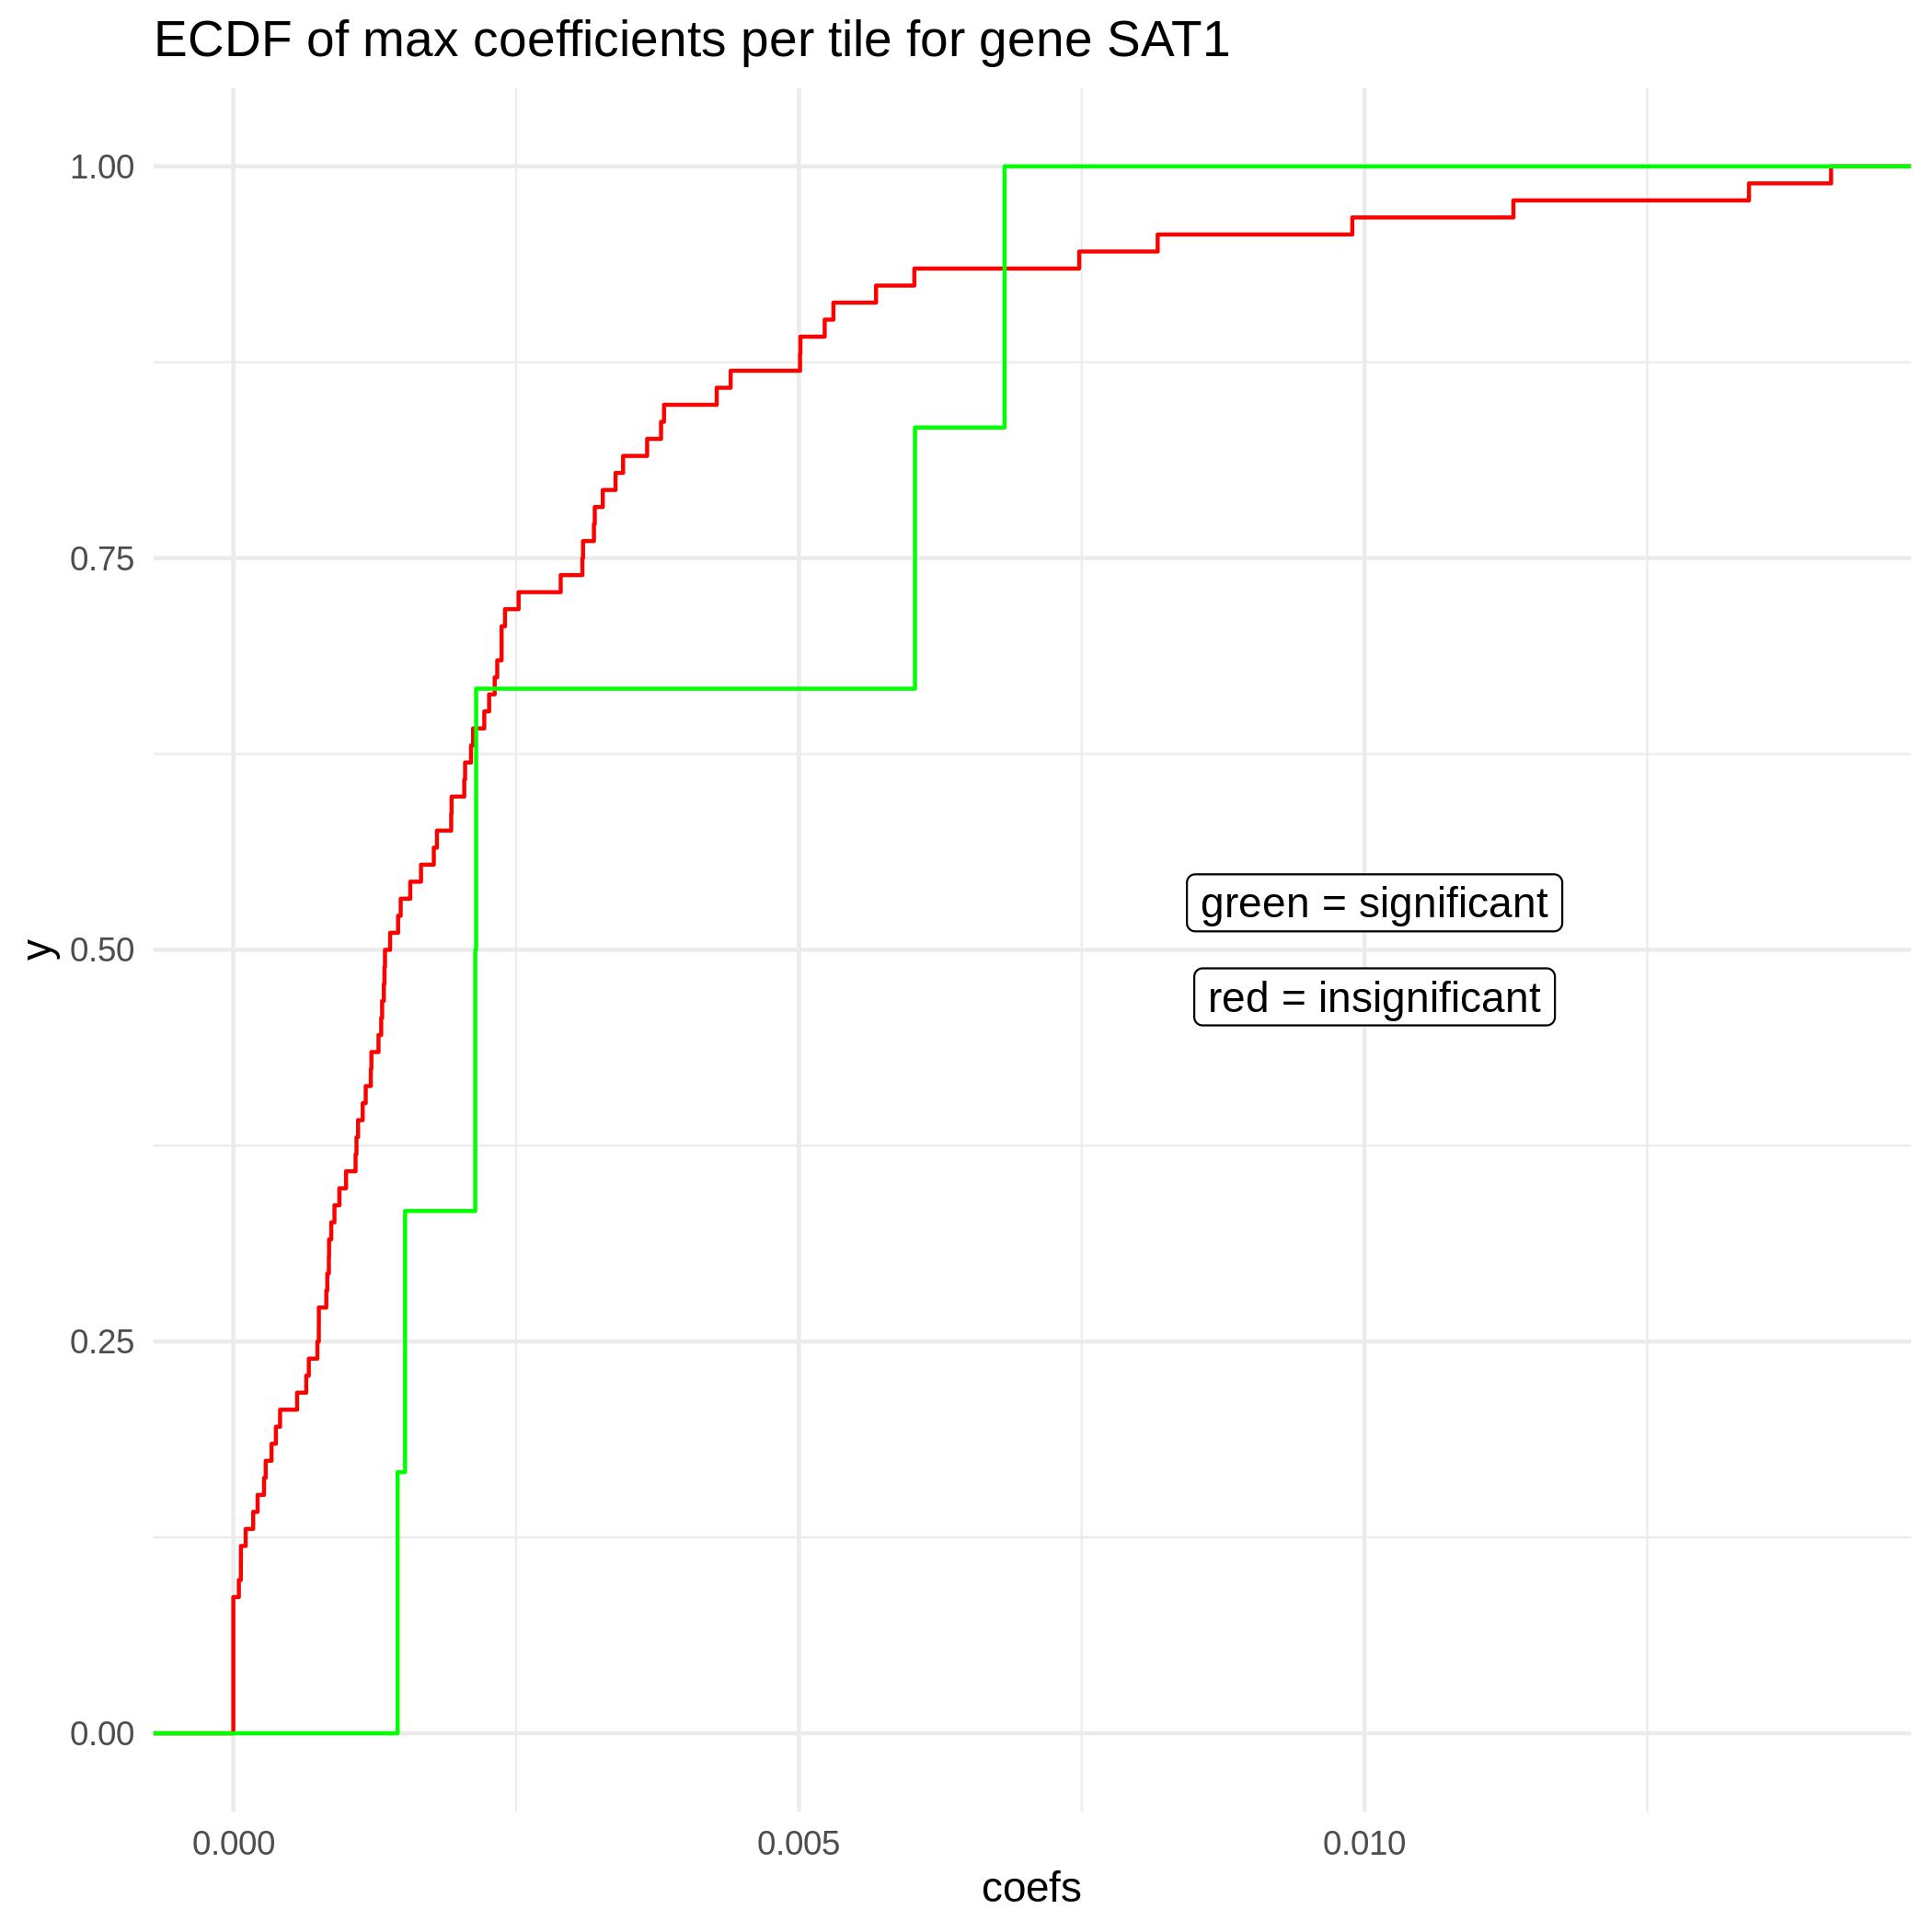 ECDF of max coefficients per tile for gene SAT1
1.00
0.75
0.50
0.25
0.00
y
green = significant
red = insignificant
0.000
0.005
0.010
coefs